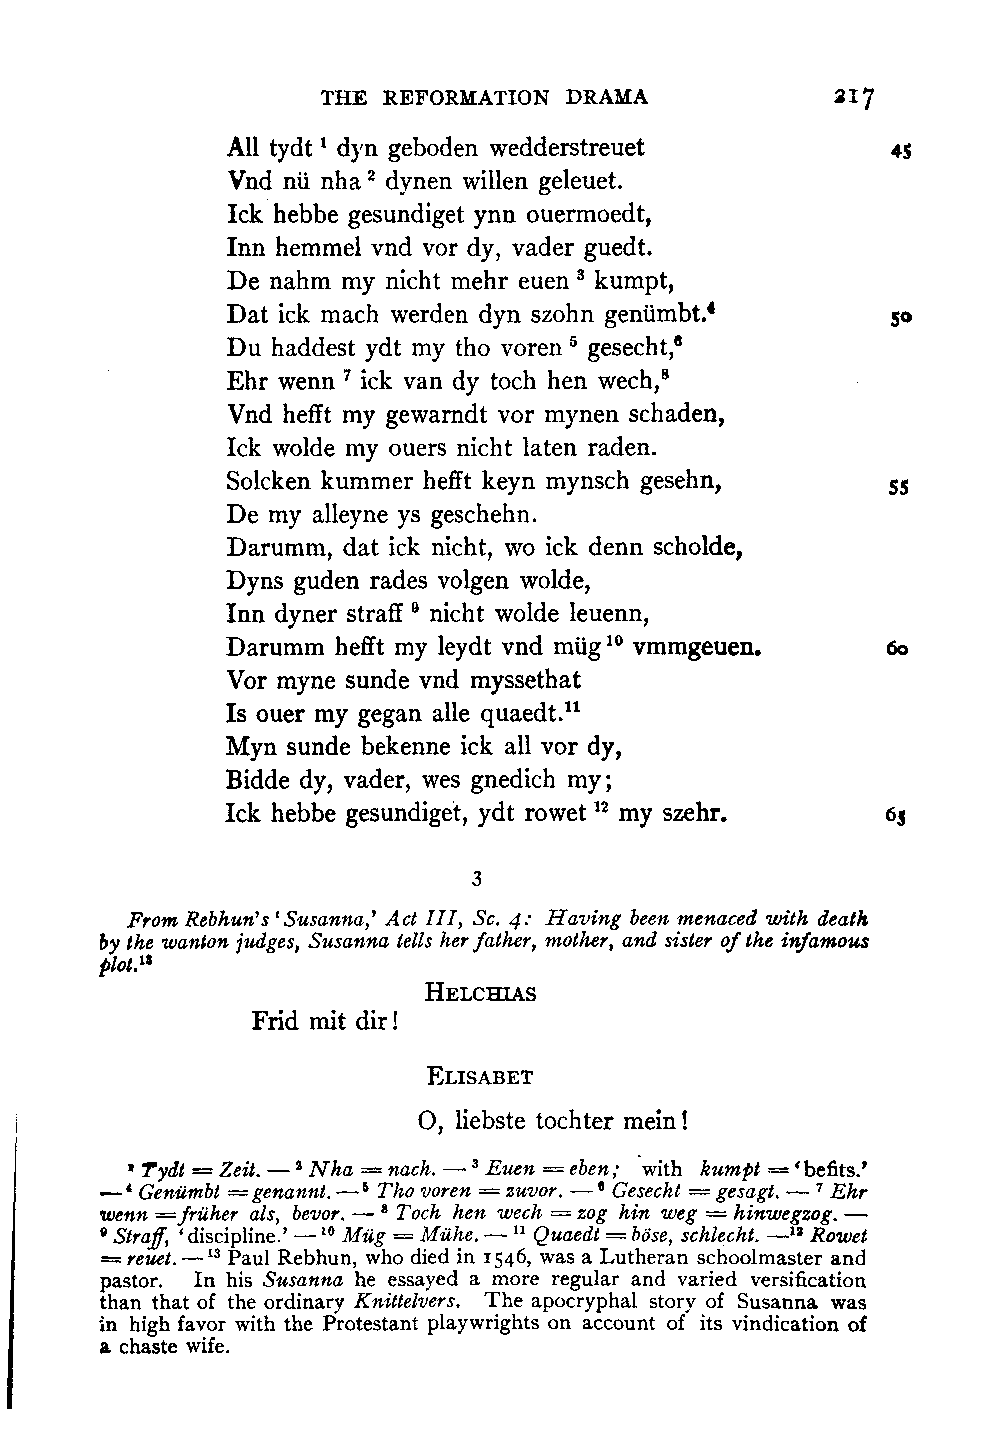 THE REFORMATION DRAMA 217
All tydt ¹ dyn geboden wedderstreuet 45
Vnd nü nha ² dynen willen geleuet.
Ick hebbe gesundiget ynn ouermoedt,
Inn hemmel vnd vor dy, vader guedt.
De nahm my nicht mehr euen ³ kumpt,
Dat ick mach werden dyn szohn genümbt.⁴ 50
Du haddest ydt my tho voren ⁵ gesecht,⁶
Ehr wenn ⁷ ick van dy toch hen wech,⁸
Vnd hefft my gewarndt vor mynen schaden,
Ick wolde my ouers nicht laten raden.
Solcken kummer hefft keyn mynsch gesehn, 55
De my alleyne ys geschehn.
Darumm, dat ick nicht, wo ick denn scholde,
Dyns guden rades volgen wolde,
Inn dyner straff ⁹ nicht wolde leuenn,
Darumm hefft my leydt vnd müg ¹⁰ vmmgeuen. 60
Vor myne sunde vnd myssethat
Is ouer my gegan alle quaedt.¹¹
Myn sunde bekenne ick all vor dy,
Bidde dy, vader, wes gnedich my;
Ick hebbe gesundiget, ydt rowet ¹² my szehr. 65
3
From Rebhun's 'Susanna,' Act III, Sc. 4: Having been menaced with death
by the wanton judges, Susanna tells her father, mother, and sister of the infamous
plot.¹³
HELCHIAS
Frid mit dir!
ELISABET
O, liebste tochter mein!
¹ Tydt = Zeit. — ² Nha = nach. — ³ Euen = eben; with kumpt = 'befits.'
— ⁴ Genümbt = genannt. — ⁵ Tho voren = zuvor. — ⁶ Gesecht = gesagt. — ⁷ Ehr
wenn = früher als, bevor. — ⁸ Toch hen wech = zog hin weg = hinwegzog. —
⁹ Straff, 'discipline.' — ¹⁰ Müg = Mühe. — ¹¹ Quaedt = böse, schlecht. — ¹² Rowet
= reuet. — ¹³ Paul Rebhun, who died in 1546, was a Lutheran schoolmaster and
pastor. In his Susanna he essayed a more regular and varied versification
than that of the ordinary Knittelvers. The apocryphal story of Susanna was
in high favor with the Protestant playwrights on account of its vindication of
a chaste wife.